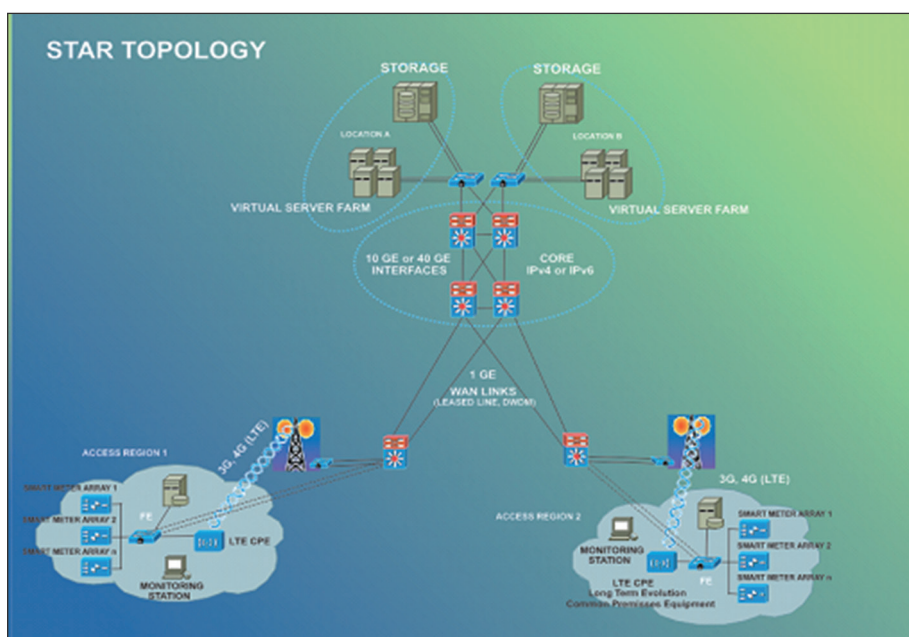 STAR TOPOLOGY
STORAGE
STORAGE
LOCATION A
LOCATION B
VIRTUAL SERVER FARM
VIRTUAL SERVER FARM
10 GE or 40 GE
INTERFACES
CORE
IPv4 or IPv6
1 GE
WAN LINKS
(LEASED LINE, DWDM)
ACCESS REGION 1
3G, 4G (LTE)
SMART METER ARRAY 1
SMART METER ARRAY 2
SMART METER ARRAY n
FE
LTE CPE
MONITORING
STATION
ACCESS REGION 2
3G, 4G (LTE)
MONITORING
STATION
LTE CPE
Long Term Evolution
Common Premisses Equipment
FE
SMART METER ARRAY 1
SMART METER ARRAY 2
SMART METER ARRAY n